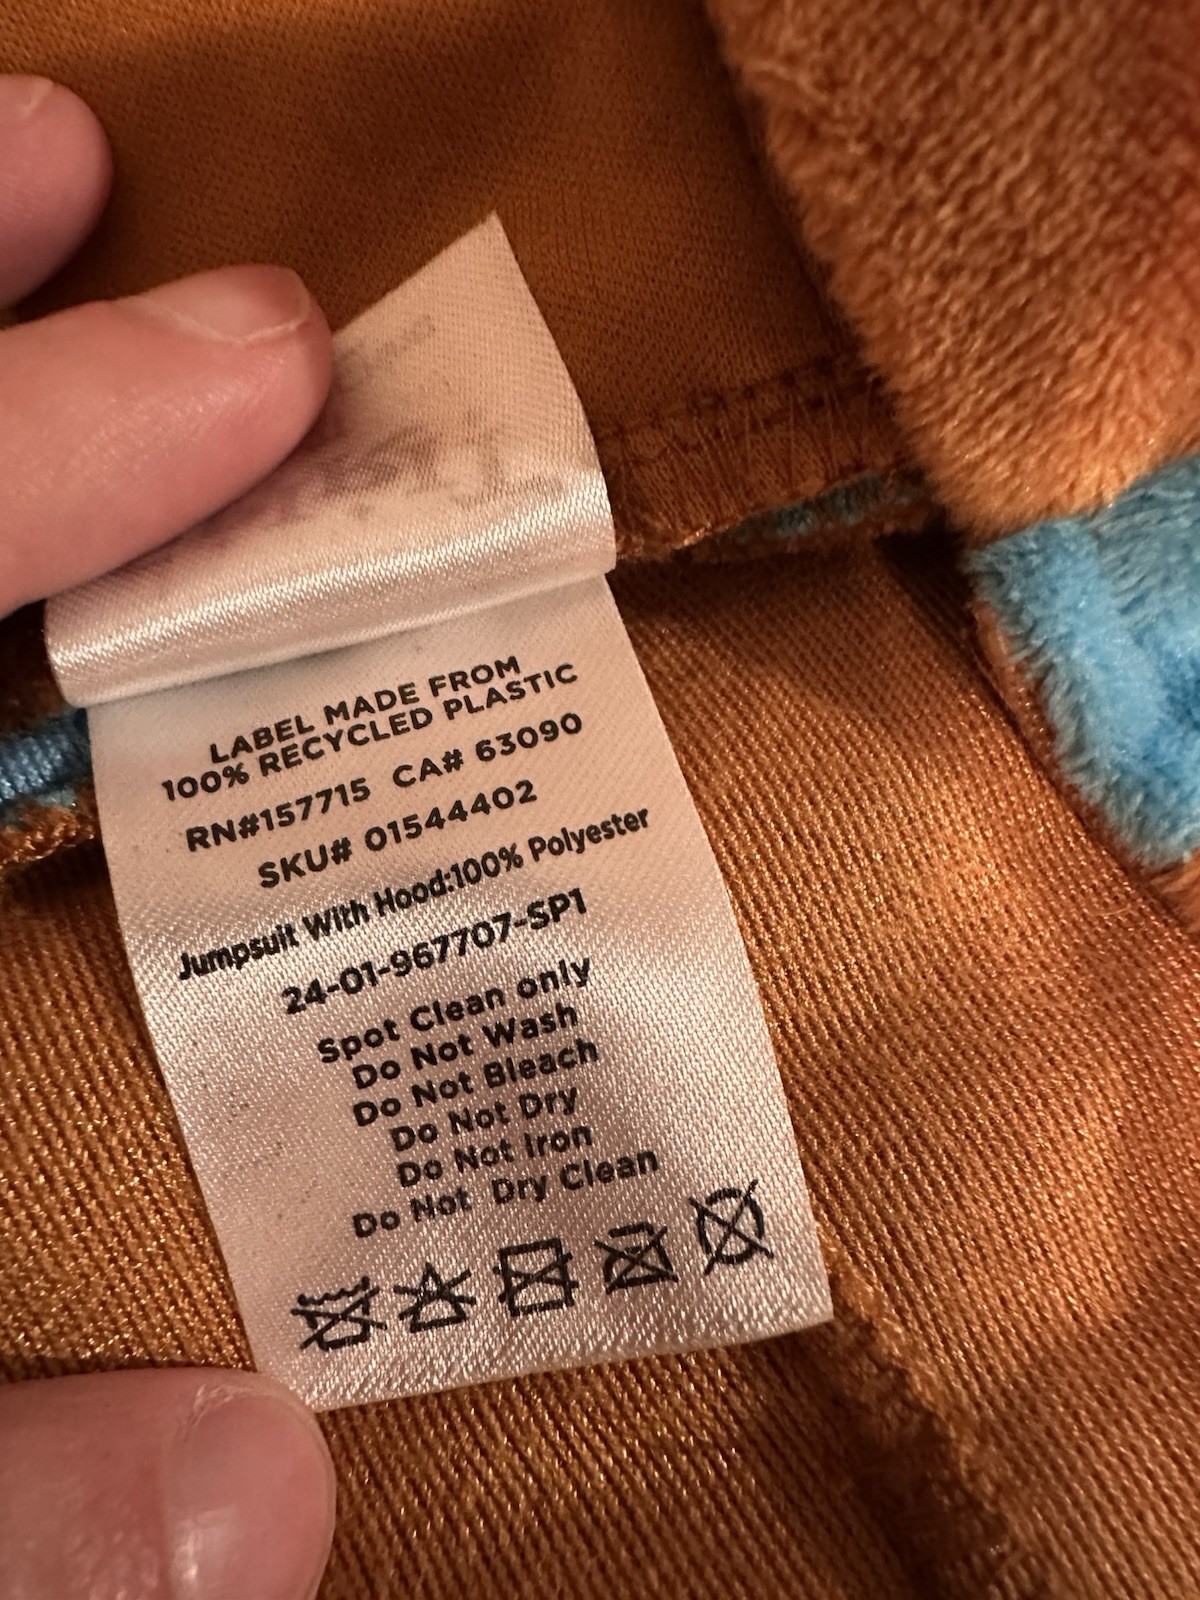 LABEL MADE FROM
100% RECYCLED PLASTIC
RN#157715 CA# 63090
SKU# 01544402
Jumpsuit With Hood:100% Polyester
24-01-967707-SP1
Spot Clean only
Do Not Wash
Do Not Bleach
Do Not Dry
Do Not Iron
Do Not Dry Clean